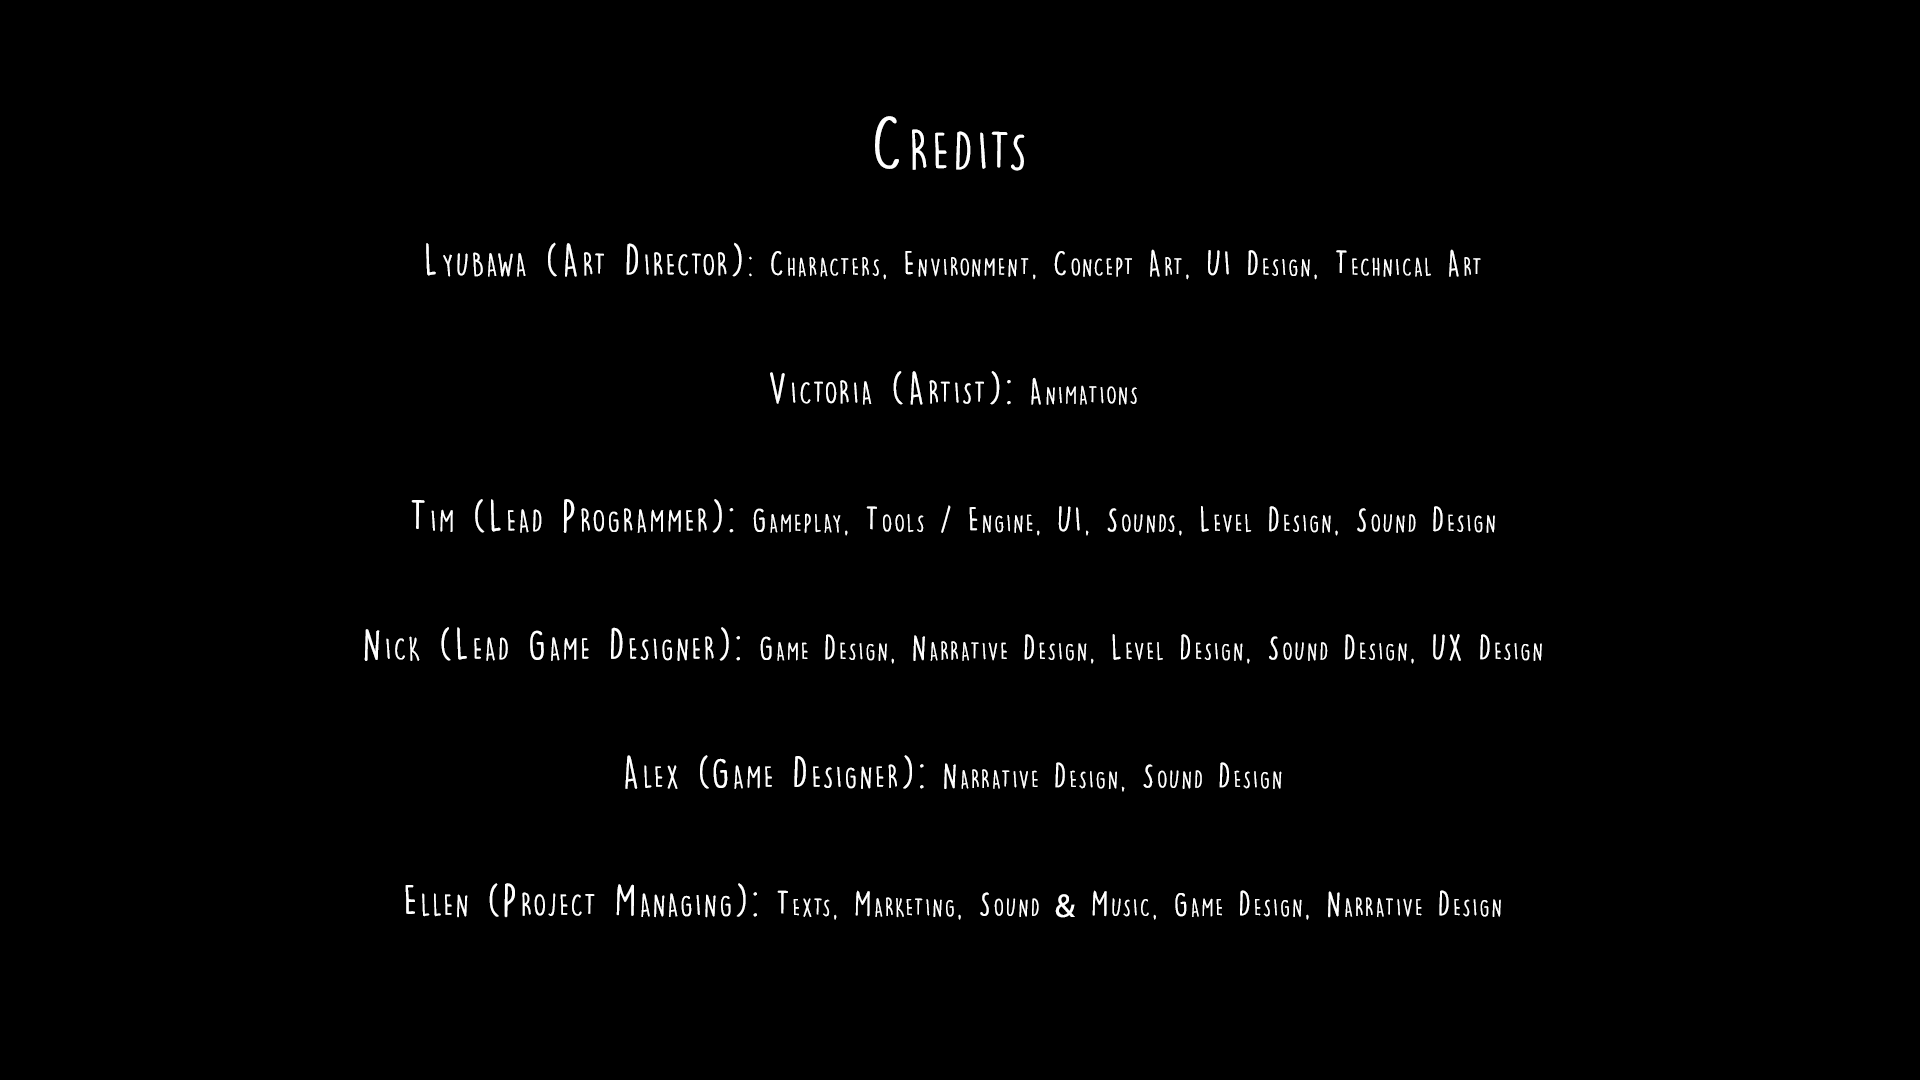 Credits
Lyubawa (Art Director): Characters, Environment, Concept Art, UI Design, Technical Art
Victoria (Artist): Animations
Tim (Lead Programmer): Gameplay, Tools / Engine, UI, Sounds, Level Design, Sound Design
Nick (Lead Game Designer): Game Design, Narrative Design, Level Design, Sound Design, UX Design
Alex (Game Designer): Narrative Design, Sound Design
Ellen (Project Managing): Texts, Marketing, Sound & Music, Game Design, Narrative Design